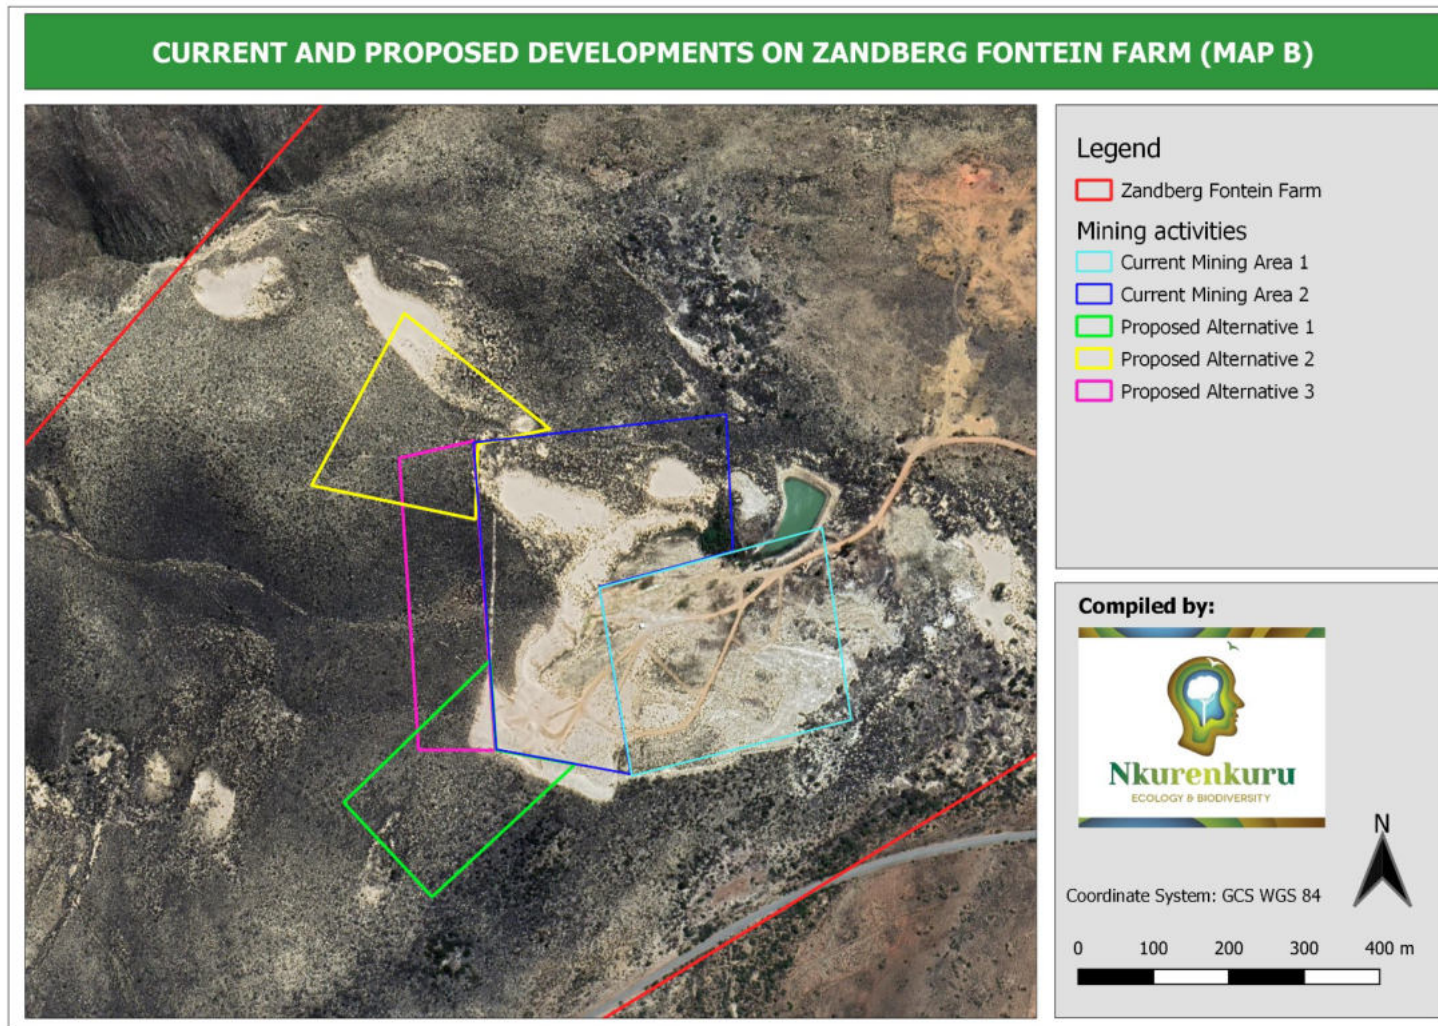 CURRENT AND PROPOSED DEVELOPMENTS ON ZANDBERG FONTEIN FARM (MAP B)
Legend
Zandberg Fontein Farm
Mining activities
Current Mining Area 1
Current Mining Area 2
Proposed Alternative 1
Proposed Alternative 2
Proposed Alternative 3
Compiled by:
Nkurenkuru
ECOLOGY & BIODIVERSITY
N
Coordinate System: GCS WGS 84
0 100 200 300 400 m